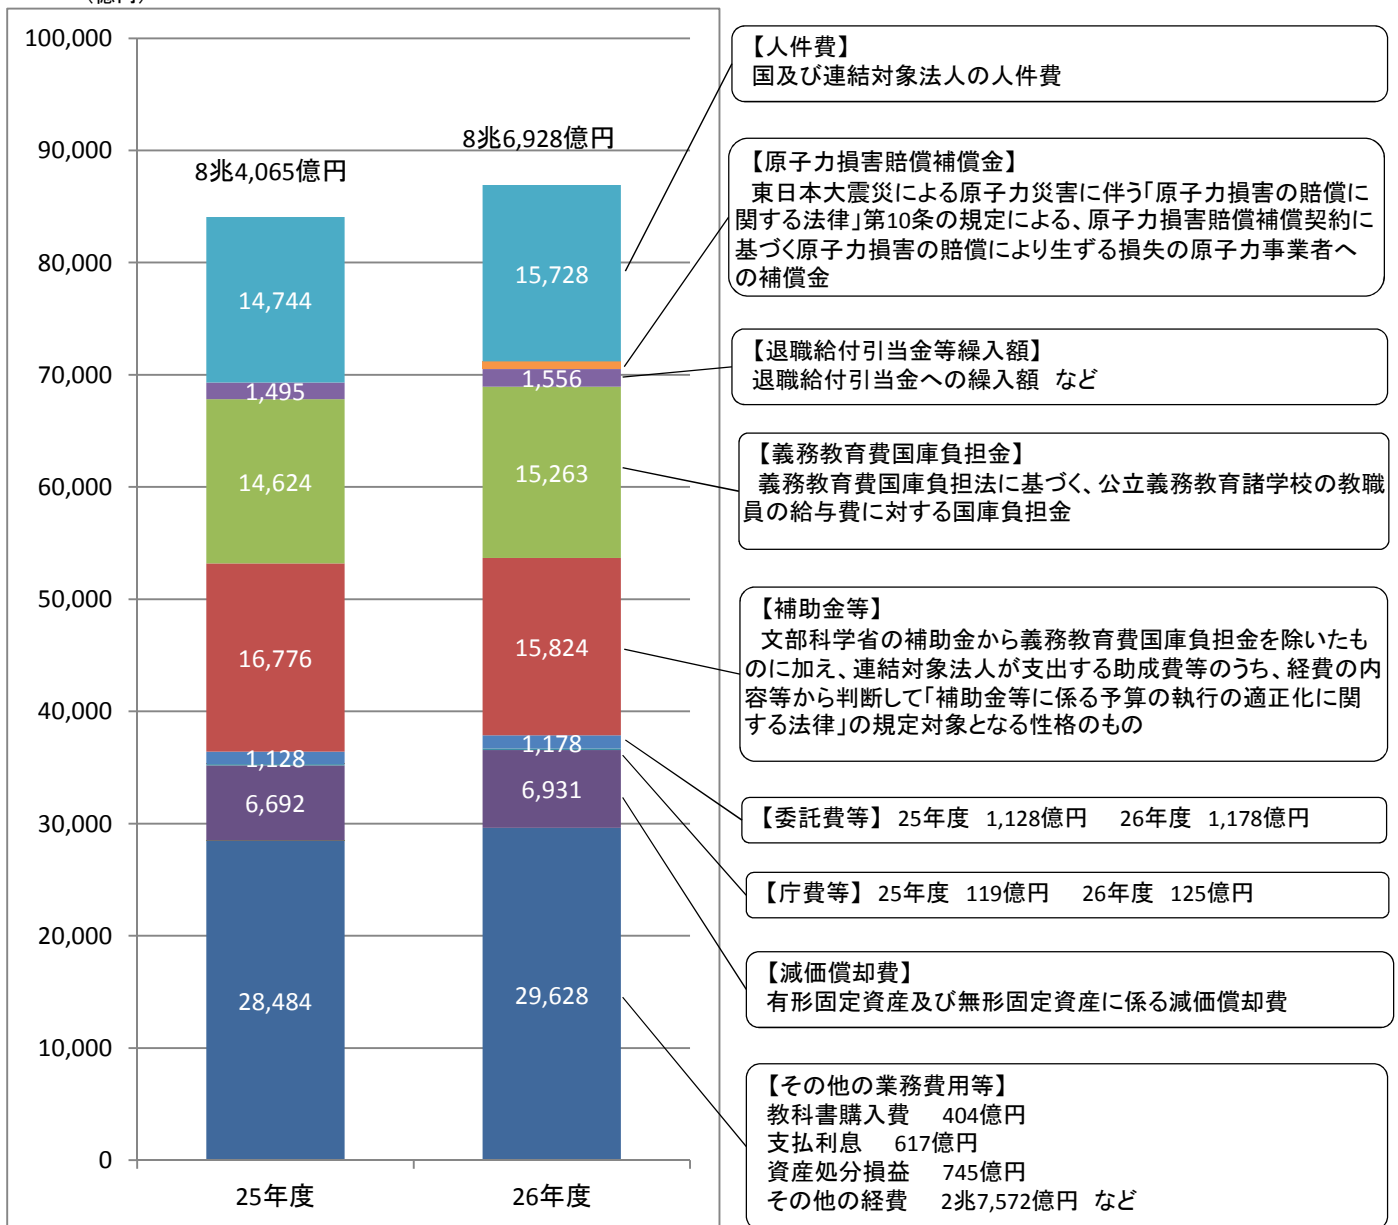 (億円)
100,000
90,000
80,000
70,000
60,000
50,000
40,000
30,000
20,000
10,000
0
8兆4,065億円
14,744
1,495
14,624
16,776
1,128
6,692
28,484
25年度
8兆6,928億円
15,728
1,556
15,263
15,824
1,178
6,931
29,628
26年度
【人件費】
国及び連結対象法人の人件費
【原子力損害賠償補償金】
東日本大震災による原子力災害に伴う「原子力損害の賠償に
関する法律」第10条の規定による、原子力損害賠償補償契約に
基づく原子力損害の賠償により生ずる損失の原子力事業者へ
の補償金
【退職給付引当金等繰入額】
退職給付引当金への繰入額 など
【義務教育費国庫負担金】
義務教育費国庫負担法に基づく、公立義務教育諸学校の教職
員の給与費に対する国庫負担金
【補助金等】
文部科学省の補助金から義務教育費国庫負担金を除いたも
のに加え、連結対象法人が支出する助成費等のうち、経費の内
容等から判断して「補助金等に係る予算の執行の適正化に関
する法律」の規定対象となる性格のもの
【委託費等】 25年度 1,128億円 26年度 1,178億円
【庁費等】 25年度 119億円 26年度 125億円
【減価償却費】
有形固定資産及び無形固定資産に係る減価償却費
【その他の業務費用等】
教科書購入費 404億円
支払利息 617億円
資産処分損益 745億円
その他の経費 2兆7,572億円 など